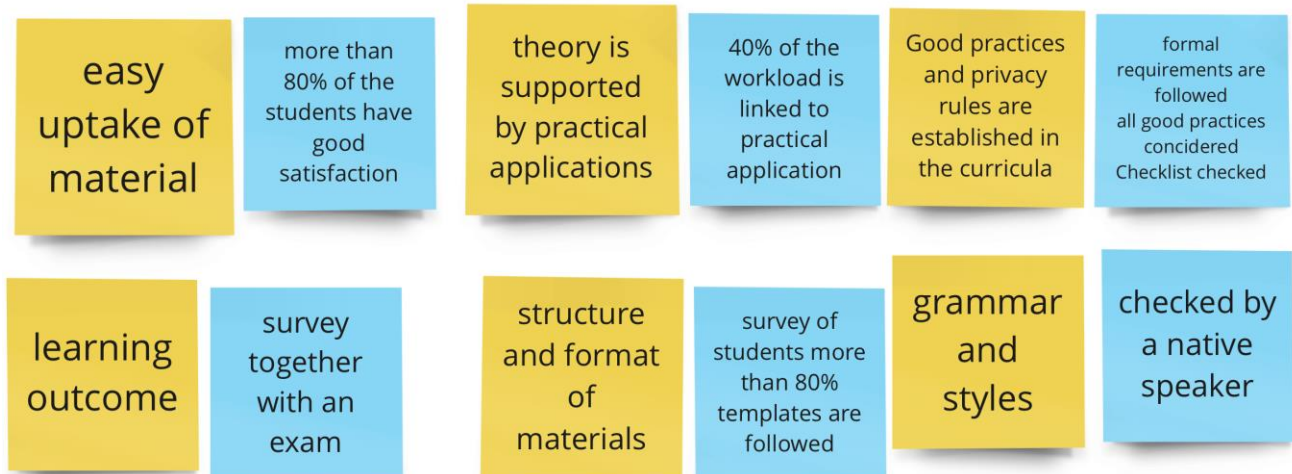 easy
uptake of
material
more than
80% of the
students have
good
satisfaction
theory is
supported
by practical
applications
40% of the
workload is
linked to
practical
application
Good practices
and privacy
rules are
established in
the curricula
formal
requirements are
followed
all good practices
concidered
Checklist checked
learning
outcome
survey
together
with an
exam
structure
and format
of
materials
survey of
students more
than 80%
templates are
followed
grammar
and
styles
checked by
a native
speaker